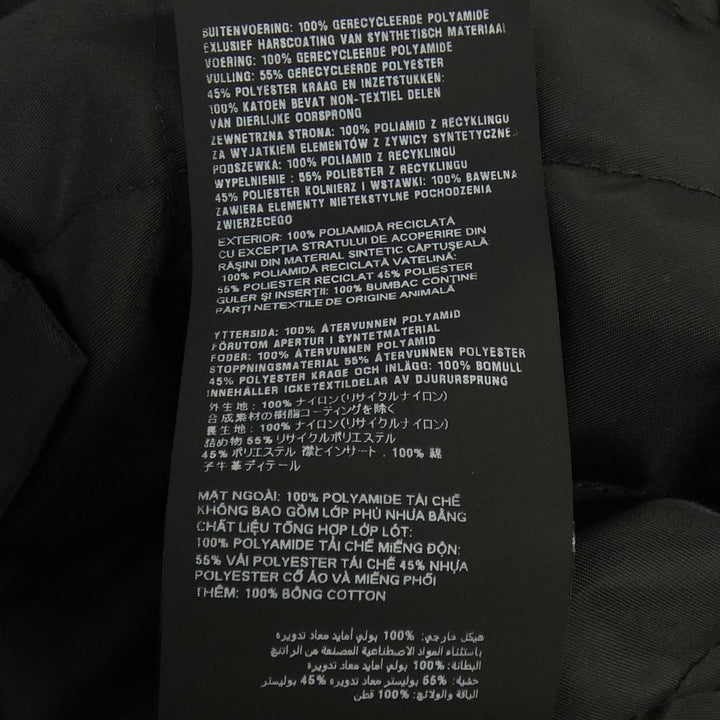 BUITENVOERING: 100% GERECYCLEERDE POLYAMIDE
EXLUSIEF HARSCOATING VAN SYNTHETISCH MATERIAAL
VOERING: 100% GERECYCLEERDE POLYAMIDE
VULLING: 55% GERECYCLEERDE POLYESTER
45% POLYESTER KRAAG EN INZETSTUKKEN:
100% KATOEN BEVAT NON-TEXTIEL DELEN
VAN DIERLIJKE OORSPRONG
ZEWNETRZNA STRONA: 100% POLIAMID Z RECYKLINGU
ZA WYJATKIEM ELEMENTÓW Z ŻYWICY SYNTETYCZNEJ
PODSZEWKA: 100% POLIAMID Z RECYKLINGU
WYPEŁNIENIE : 55% POLIESTER Z RECYKLINGU
45% POLIESTER KOLNIERZ I WSTAWKI: 100% BAWELNA
ZAWIERA ELEMENTY NIETEKSTYLNE POCHODZENIA
ZWIERZECEGO
EXTERIOR: 100% POLIAMIDĂ RECICLATĂ
CU EXCEPȚIA STRATULUI DE ACOPERIRE DIN
RĂȘINI DIN MATERIAL SINTETIC CĂPTUȘEALĂ
100% POLIAMIDĂ RECICLATĂ VATELINĂ:
55% POLIESTER RECICLAT 45% POLIESTER
GULER ȘI INSERȚII: 100% BUMBAC CONȚINE
PĂRȚI NETEXTILE DE ORIGINE ANIMALĂ
YTTERSIDA: 100% ÅTERVUNNEN POLYAMID
FÖRUTOM APERTUR I SYNTETMATERIAL
FODER: 100% ÅTERVUNNEN POLYAMID
STOPPNINGSMATERIAL 55% ÅTERVUNNEN POLYESTER
45% POLYESTER KRAGE OCH INLÄGG: 100% BOMULL
INNEHÅLLER ICKETEXTILDELAR AV DJURURSPRUNG
外生地：100% ナイロン(リサイクルナイロン)
合成素材の樹脂コーティングを除く
裏生地：100% ナイロン(リサイクルナイロン)
詰め物 55% リサイクルポリエステル
45% ポリエステル 襟とインサート . 100% 綿
子牛革ディテール
MẶT NGOÀI: 100% POLYAMIDE TÁI CHẾ
KHÔNG BAO GỒM LỚP PHỦ NHỰA BẰNG
CHẤT LIỆU TỔNG HỢP LỚP LÓT:
100% POLYAMIDE TÁI CHẾ MIẾNG ĐỘN:
55% VẢI POLYESTER TÁI CHẾ 45% NHỰA
POLYESTER CỔ ÁO VÀ MIẾNG PHỐI
THÊM: 100% BÔNG COTTON
هيكل خارجي: 100% بولي أمايد معاد تدويره
باستثناء المواد الاصطناعية المصنعة من الراتنج
البطانة: 100% بولي أمايد معاد تدويره
حشية: 55% بوليستر معاد تدويره 45% بوليستر
الياقة والولائج: 100% قطن